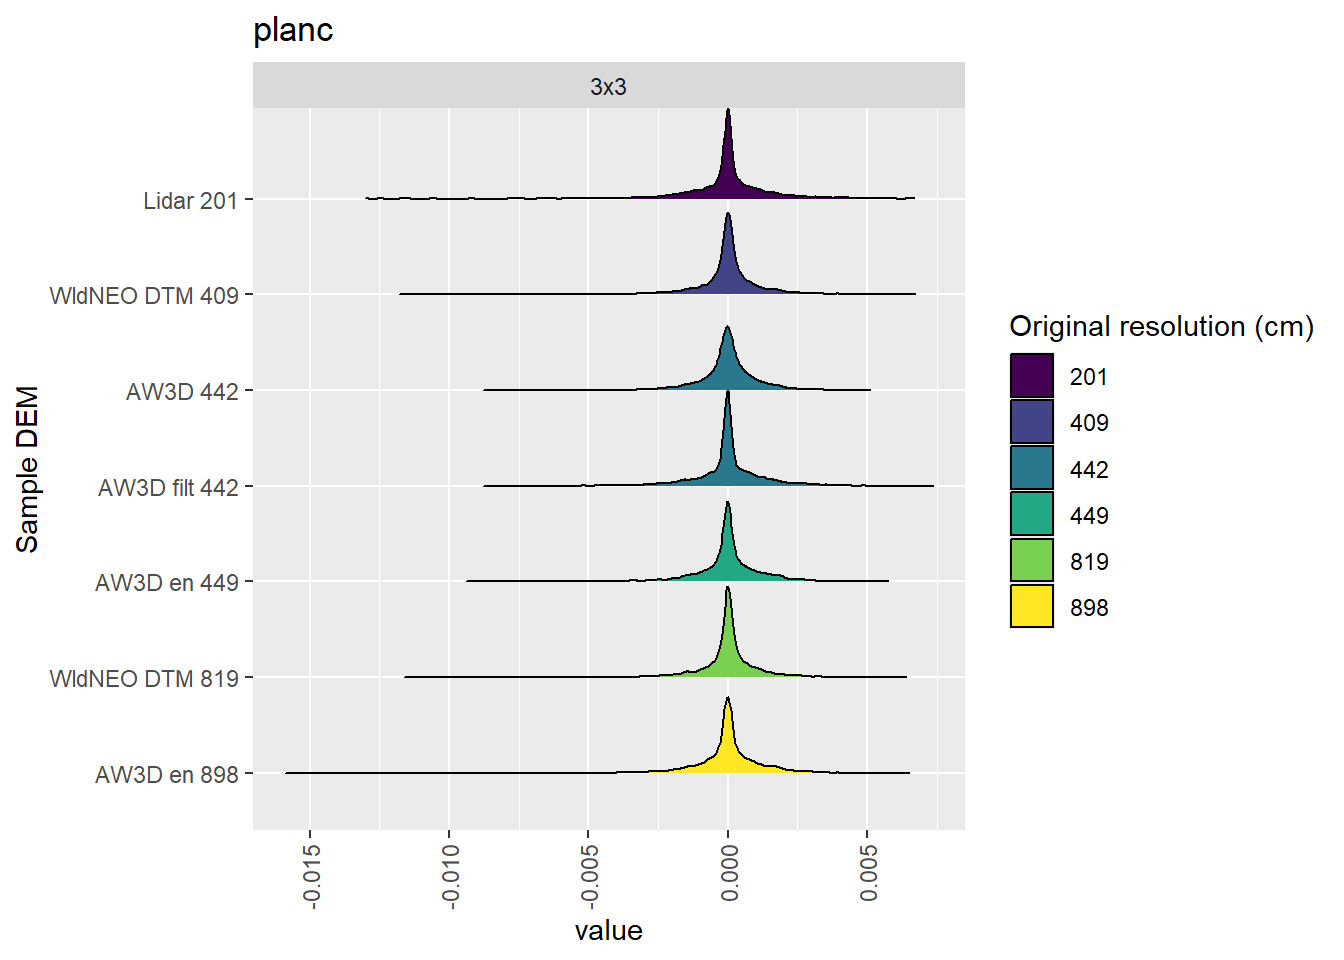 planc
3x3
Lidar 201
WldNEO DTM 409
AW3D 442
AW3D filt 442
AW3D en 449
WldNEO DTM 819
AW3D en 898
Sample DEM
-0.015
-0.010
-0.005
0.000
0.005
value
Original resolution (cm)
201
409
442
449
819
898